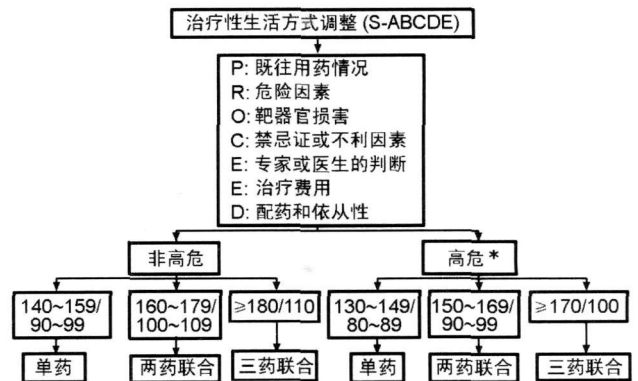 治疗性生活方式调整 (S-ABCDE)
P: 既往用药情况
R: 危险因素
O: 靶器官损害
C: 禁忌证或不利因素
E: 专家或医生的判断
E: 治疗费用
D: 配药和依从性
非高危
高危*
140~159/
90~99
160~179/
100~109
≥180/110
130~149/
80~89
150~169/
90~99
≥170/100
单药
两药联合
三药联合
单药
两药联合
三药联合